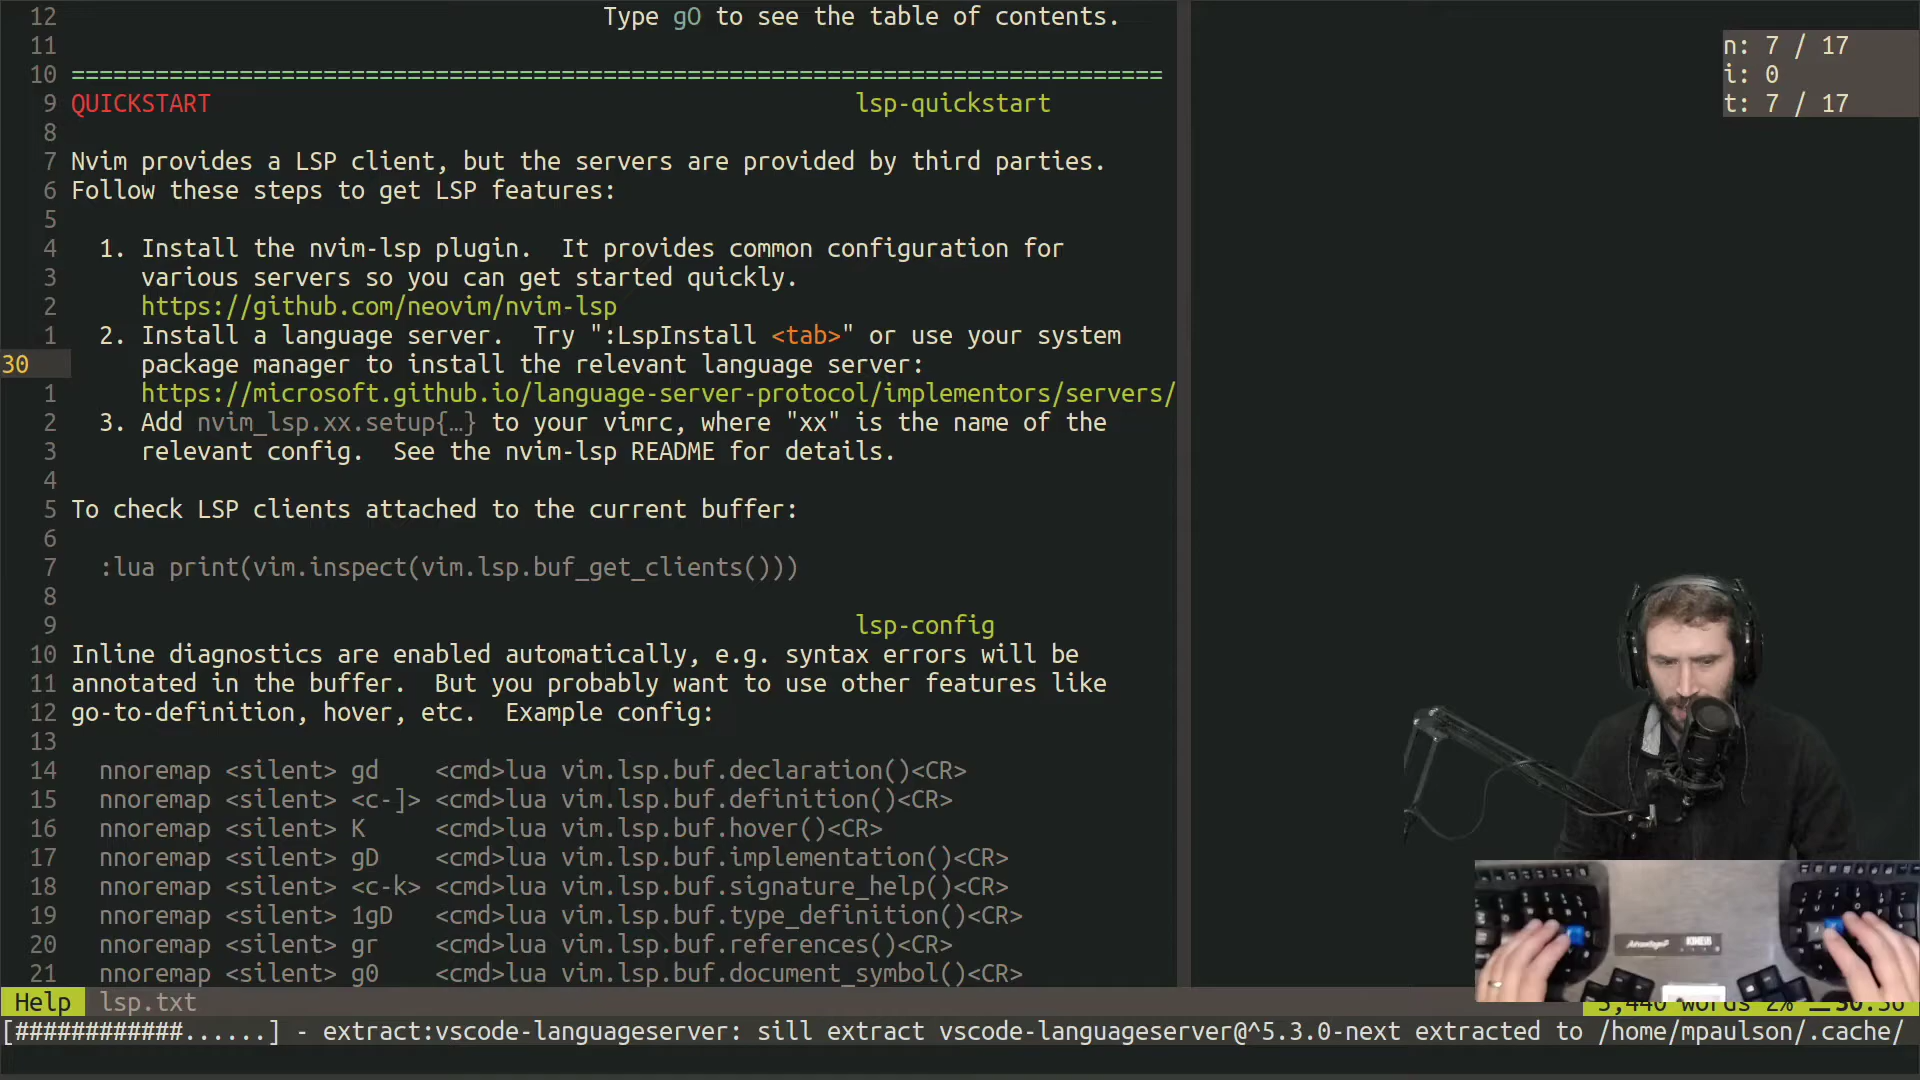 12 Type gO to see the table of contents.
11
10 ==============================================================================
9 QUICKSTART lsp-quickstart
8
7 Nvim provides a LSP client, but the servers are provided by third parties.
6 Follow these steps to get LSP features:
5
4 1. Install the nvim-lsp plugin.  It provides common configuration for
3 various servers so you can get started quickly.
2 https://github.com/neovim/nvim-lsp
1 2. Install a language server.  Try ":LspInstall <tab>" or use your system
30 package manager to install the relevant language server:
1 https://microsoft.github.io/language-server-protocol/implementors/servers/
2 3. Add nvim_lsp.xx.setup{…} to your vimrc, where "xx" is the name of the
3 relevant config.  See the nvim-lsp README for details.
4
5 To check LSP clients attached to the current buffer:
6
7 :lua print(vim.inspect(vim.lsp.buf_get_clients()))
8
9 lsp-config
10 Inline diagnostics are enabled automatically, e.g. syntax errors will be
11 annotated in the buffer.  But you probably want to use other features like
12 go-to-definition, hover, etc.  Example config:
13
14 nnoremap <silent> gd    <cmd>lua vim.lsp.buf.declaration()<CR>
15 nnoremap <silent> <c-]> <cmd>lua vim.lsp.buf.definition()<CR>
16 nnoremap <silent> K     <cmd>lua vim.lsp.buf.hover()<CR>
17 nnoremap <silent> gD    <cmd>lua vim.lsp.buf.implementation()<CR>
18 nnoremap <silent> <c-k> <cmd>lua vim.lsp.buf.signature_help()<CR>
19 nnoremap <silent> 1gD   <cmd>lua vim.lsp.buf.type_definition()<CR>
20 nnoremap <silent> gr    <cmd>lua vim.lsp.buf.references()<CR>
21 nnoremap <silent> g0    <cmd>lua vim.lsp.buf.document_symbol()<CR>
Help lsp.txt
[############......] - extract:vscode-languageserver: sill extract vscode-languageserver@^5.3.0-next extracted to /home/mpaulson/.cache/
n: 7 / 17
i: 0
t: 7 / 17
words 2%